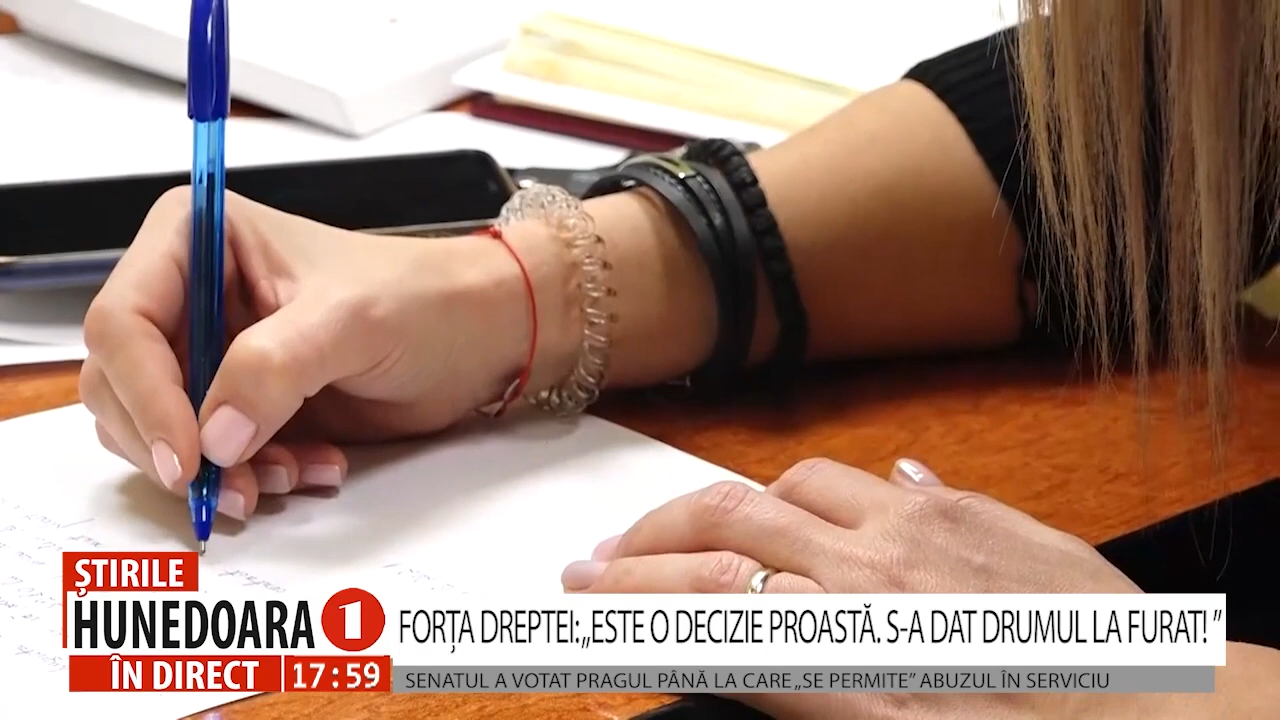 ȘTIRILE
HUNEDOARA 1
ÎN DIRECT 17:59
FORȚA DREPTEI: „ESTE O DECIZIE PROASTĂ. S-A DAT DRUMUL LA FURAT! ”
SENATUL A VOTAT PRAGUL PÂNĂ LA CARE „SE PERMITE” ABUZUL ÎN SERVICIU